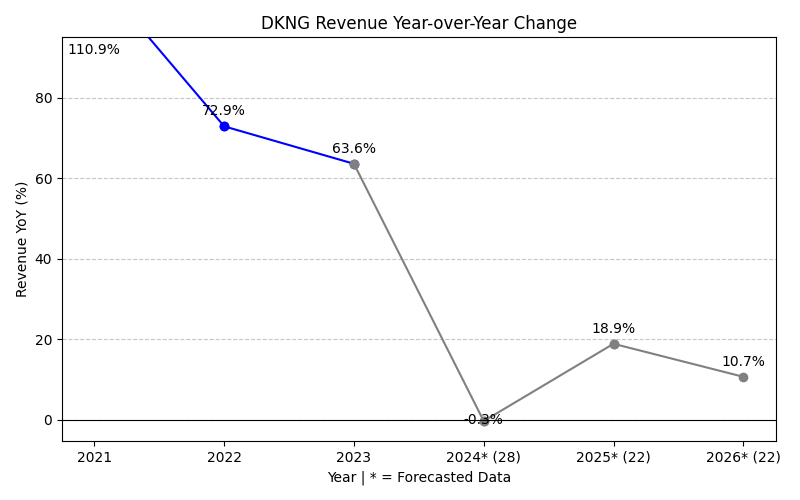 DKNG Revenue Year-over-Year Change
110.9%
72.9%
63.6%
-0.3%
18.9%
10.7%
Revenue YoY (%)
80
60
40
20
0
2021 2022 2023 2024* (28) 2025* (22) 2026* (22)
Year | * = Forecasted Data